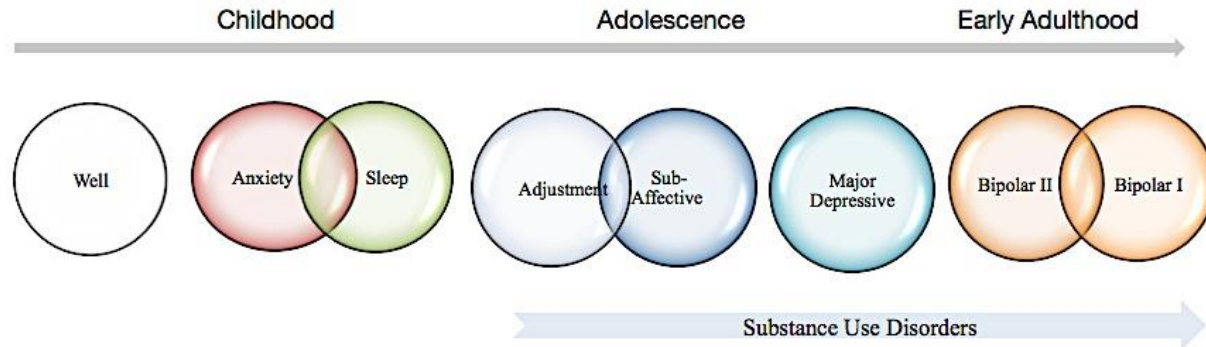 Childhood
Adolescence
Early Adulthood
Well
Anxiety
Sleep
Adjustment
Sub-
Affective
Major
Depressive
Bipolar II
Bipolar I
Substance Use Disorders